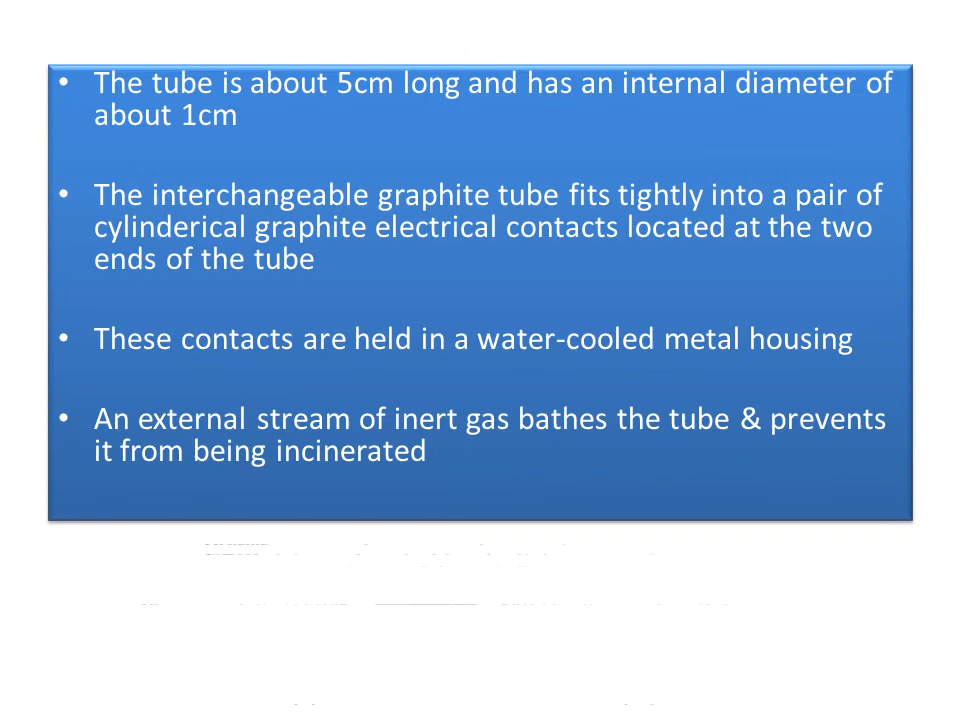 • The tube is about 5cm long and has an internal diameter of
about 1cm
• The interchangeable graphite tube fits tightly into a pair of
cylinderical graphite electrical contacts located at the two
ends of the tube
• These contacts are held in a water-cooled metal housing
• An external stream of inert gas bathes the tube & prevents
it from being incinerated